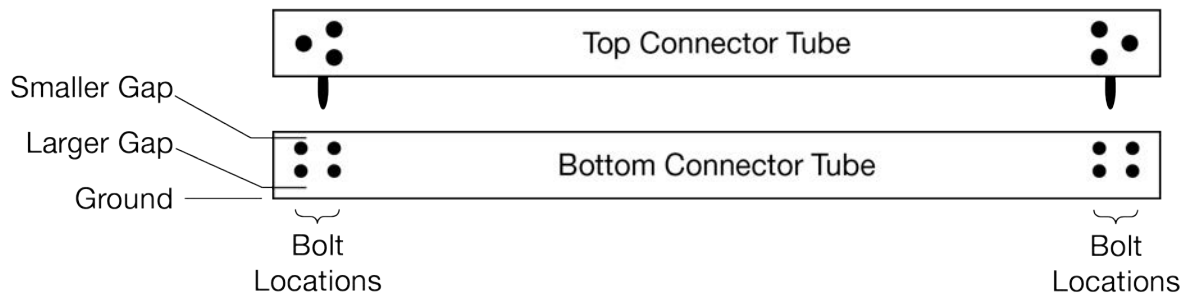 Top Connector Tube
Smaller Gap
Larger Gap
Bottom Connector Tube
Ground
Bolt
Locations
Bolt
Locations